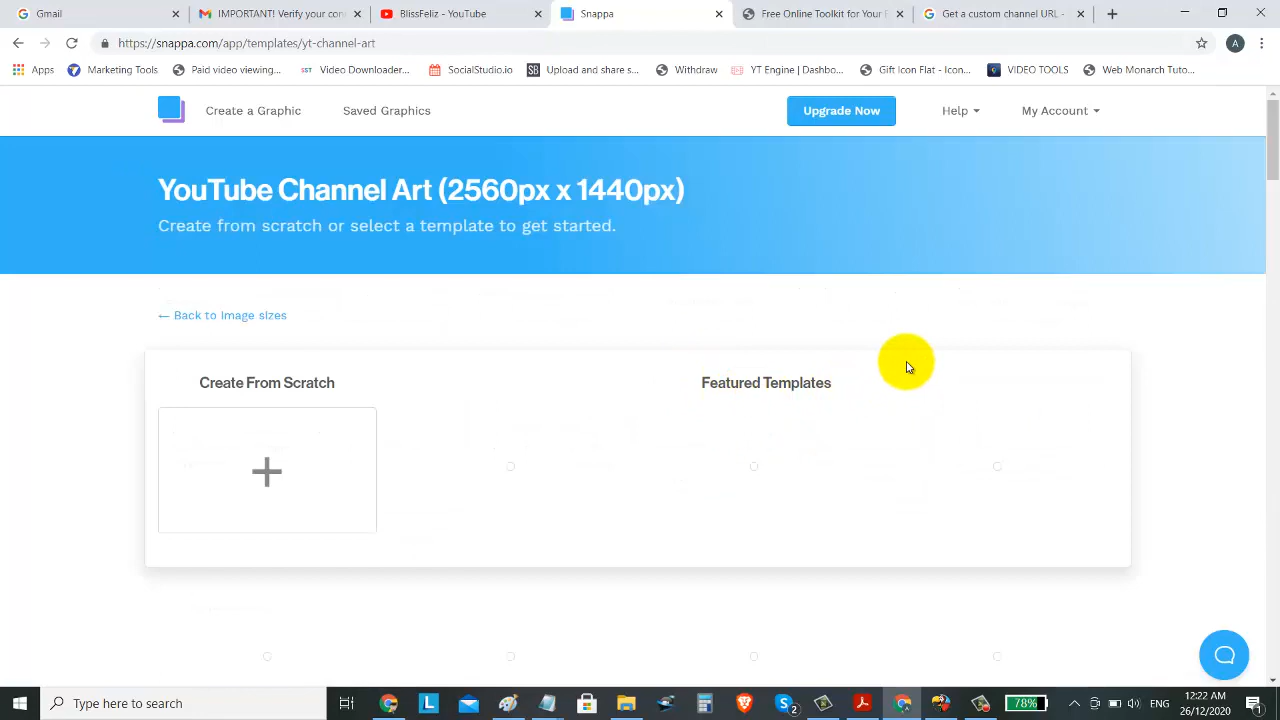 Gmail
IMPORTANT! Verify your con
BlissFeliz - YouTube
Snappa
Free Online Toolkit for Your E
Get a custom channel URL -
https://snappa.com/app/templates/yt-channel-art
A
Apps
Marketing Tools
Paid video viewing...
SST
Video Downloader...
SocialStudio.io
SB
Upload and share s...
Withdraw
YT Engine | Dashbo...
Gift Icon Flat - Icon...
VIDEO TOOLS
Web Monarch Tuto...
Create a Graphic
Saved Graphics
Upgrade Now
Help
My Account
YouTube Channel Art (2560px x 1440px)
Create from scratch or select a template to get started.
← Back to image sizes
Create From Scratch
Featured Templates
Type here to search
L
S
2
78%
ENG
12:22 AM
26/12/2020